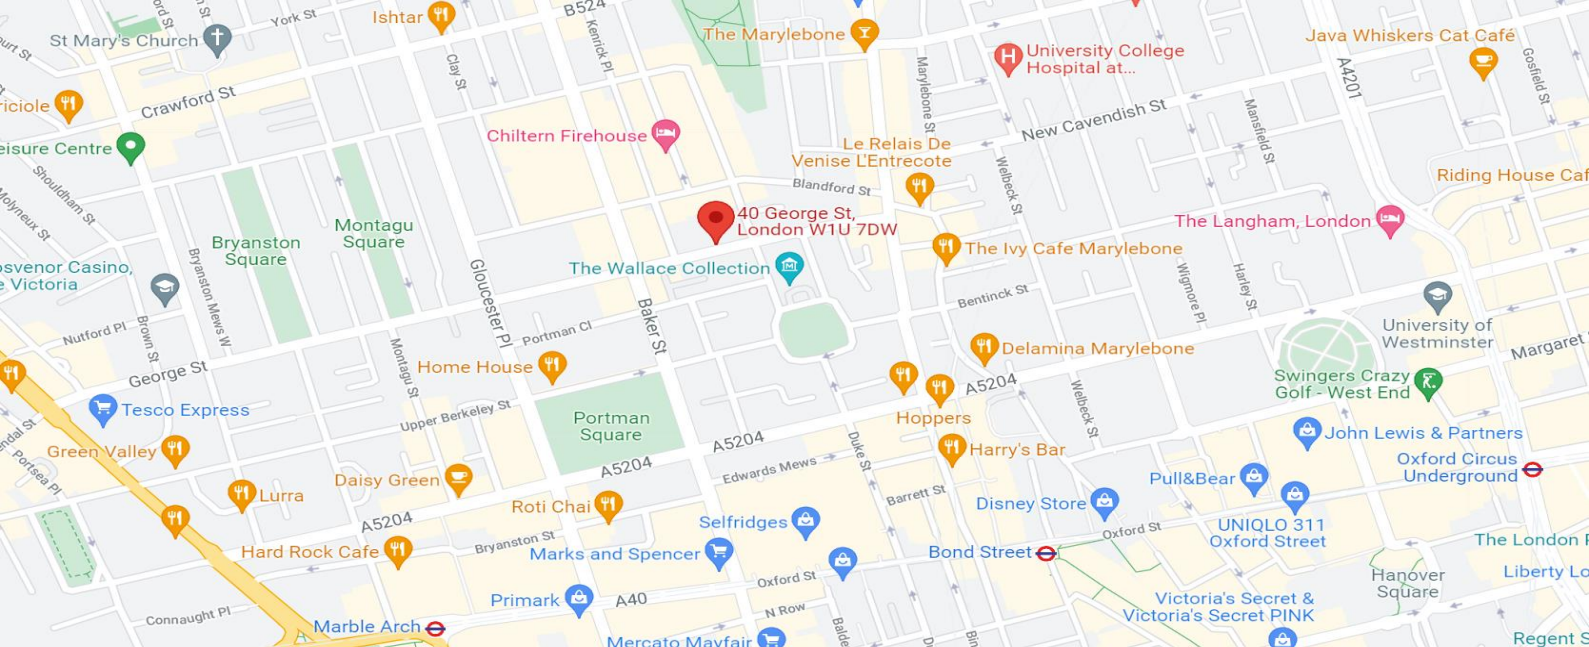 York St
Ishtar
B524
St Mary's Church
Kenrick Pl
The Marylebone
University College
Hospital at...
Java Whiskers Cat Café
A4201
Gosfield St
Clay St
riciole
Crawford St
Marylebone St
New Cavendish St
Mansfield St
eisure Centre
Chiltern Firehouse
Le Relais De
Venise L'Entrecote
Shouldham St
Molyneux St
Blandford St
Welbeck St
Riding House Caf
Bryanston
Square
Montagu
Square
40 George St,
London W1U 7DW
The Langham, London
The Ivy Cafe Marylebone
osvenor Casino,
e Victoria
The Wallace Collection
Bryanston Mews W
Gloucester Pl
Baker St
Wigmore Pl
Harley St
Bentinck St
Nutford Pl
Brown St
Portman Cl
University of
Westminster
Margaret
George St
Montagu St
Home House
Delamina Marylebone
A5204
Swingers Crazy
Golf - West End
Tesco Express
Upper Berkeley St
Portman
Square
Hoppers
Welbeck St
ndal St
Portsea Pl
Green Valley
A5204
A5204
Duke St
Harry's Bar
John Lewis & Partners
Oxford Circus
Underground
Daisy Green
Edwards Mews
Pull&Bear
Lurra
Roti Chai
Barrett St
Disney Store
A5204
Selfridges
UNIQLO 311
Oxford Street
Oxford St
Hard Rock Cafe
Bryanston St
Marks and Spencer
Bond Street
The London
Oxford St
Hanover
Square
Liberty Lo
Primark
A40
N Row
Victoria's Secret &
Victoria's Secret PINK
Connaught Pl
Marble Arch
Mercato Mayfair
Balde
Bin
Regent S